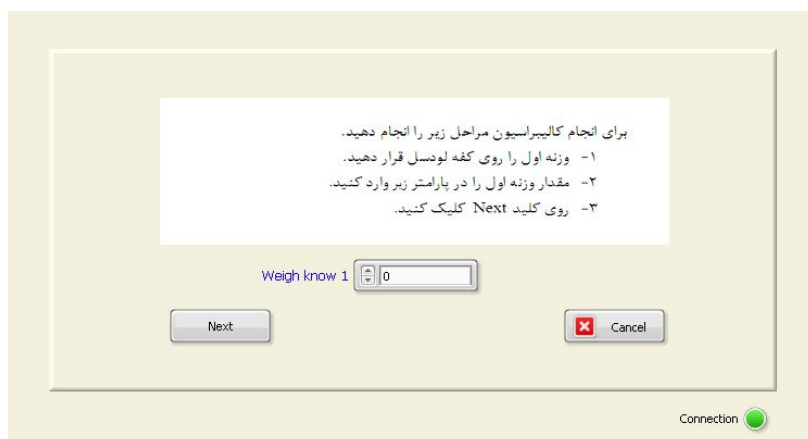 برای انجام کالیبراسیون مراحل زیر را انجام دهید.
۱- وزنه اول را روی کفه لودسل قرار دهید.
۲- مقدار وزنه اول را در پارامتر زیر وارد کنید.
۳- روی کلید Next کلیک کنید.
Weigh know 1 0
Next Cancel
Connection